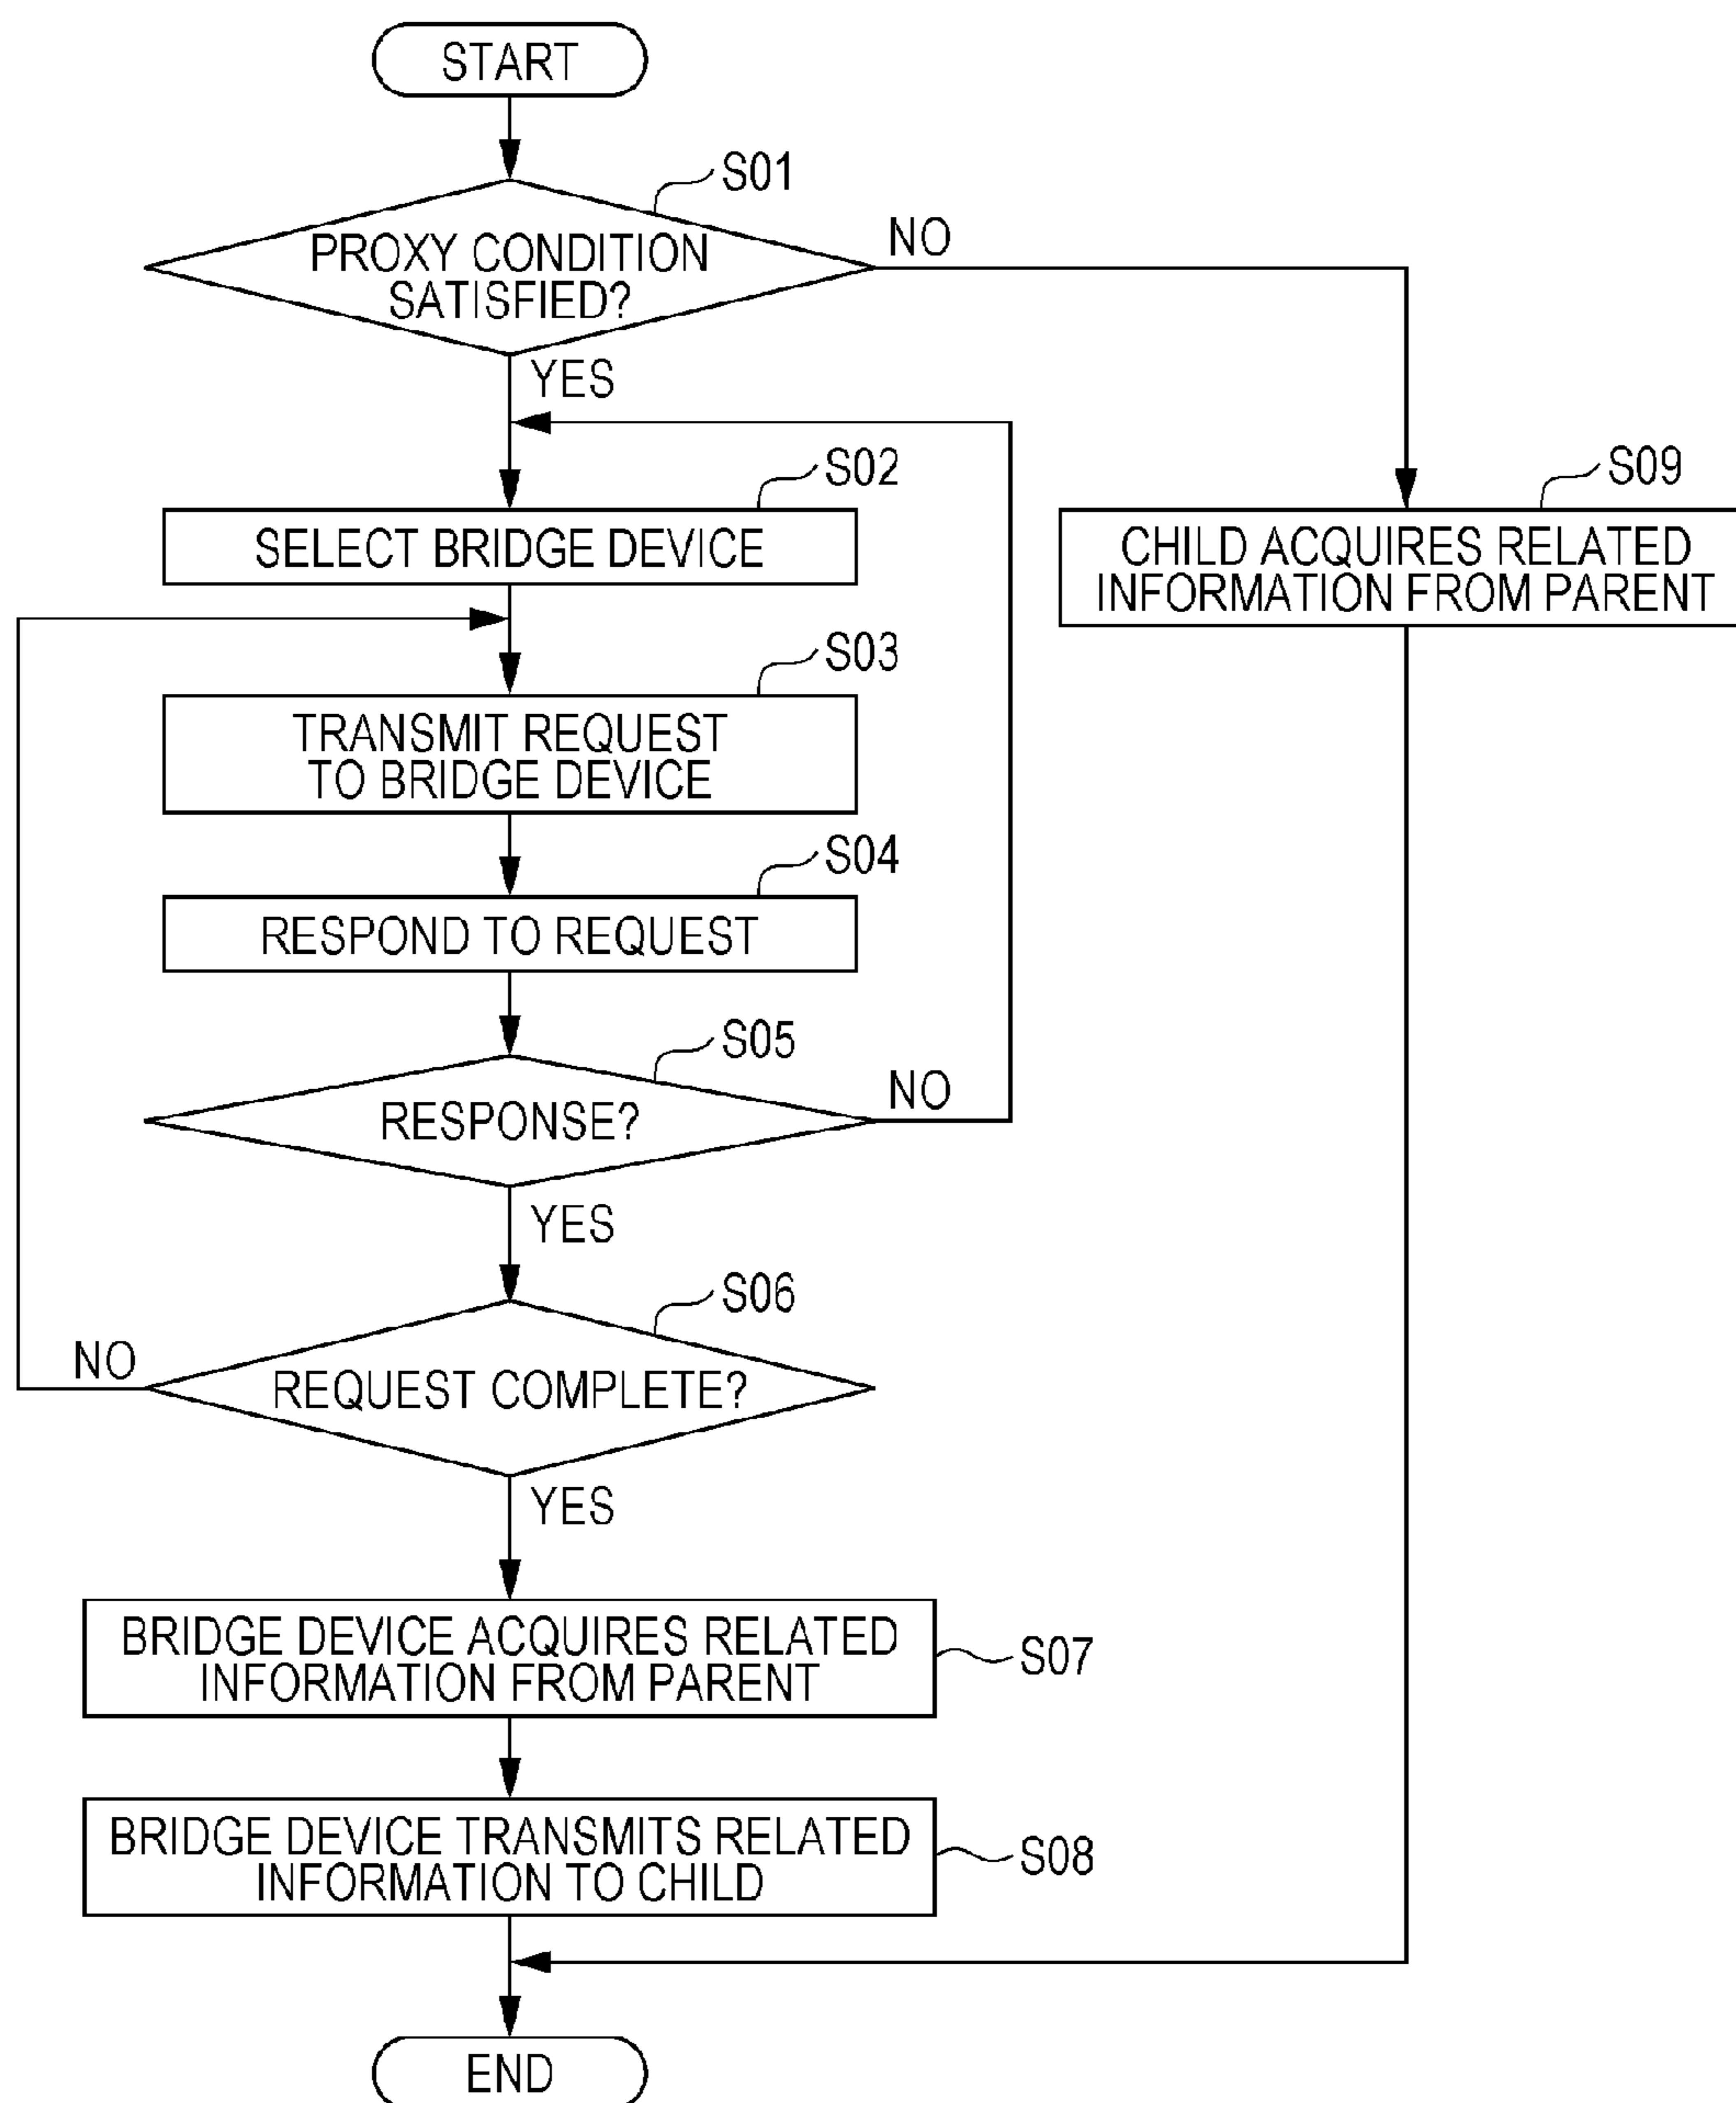 START
S01
PROXY CONDITION
SATISFIED?
NO
YES
S02
SELECT BRIDGE DEVICE
S09
CHILD ACQUIRES RELATED
INFORMATION FROM PARENT
S03
TRANSMIT REQUEST
TO BRIDGE DEVICE
S04
RESPOND TO REQUEST
S05
RESPONSE?
NO
YES
S06
REQUEST COMPLETE?
NO
YES
BRIDGE DEVICE ACQUIRES RELATED
INFORMATION FROM PARENT
S07
BRIDGE DEVICE TRANSMITS RELATED
INFORMATION TO CHILD
S08
END